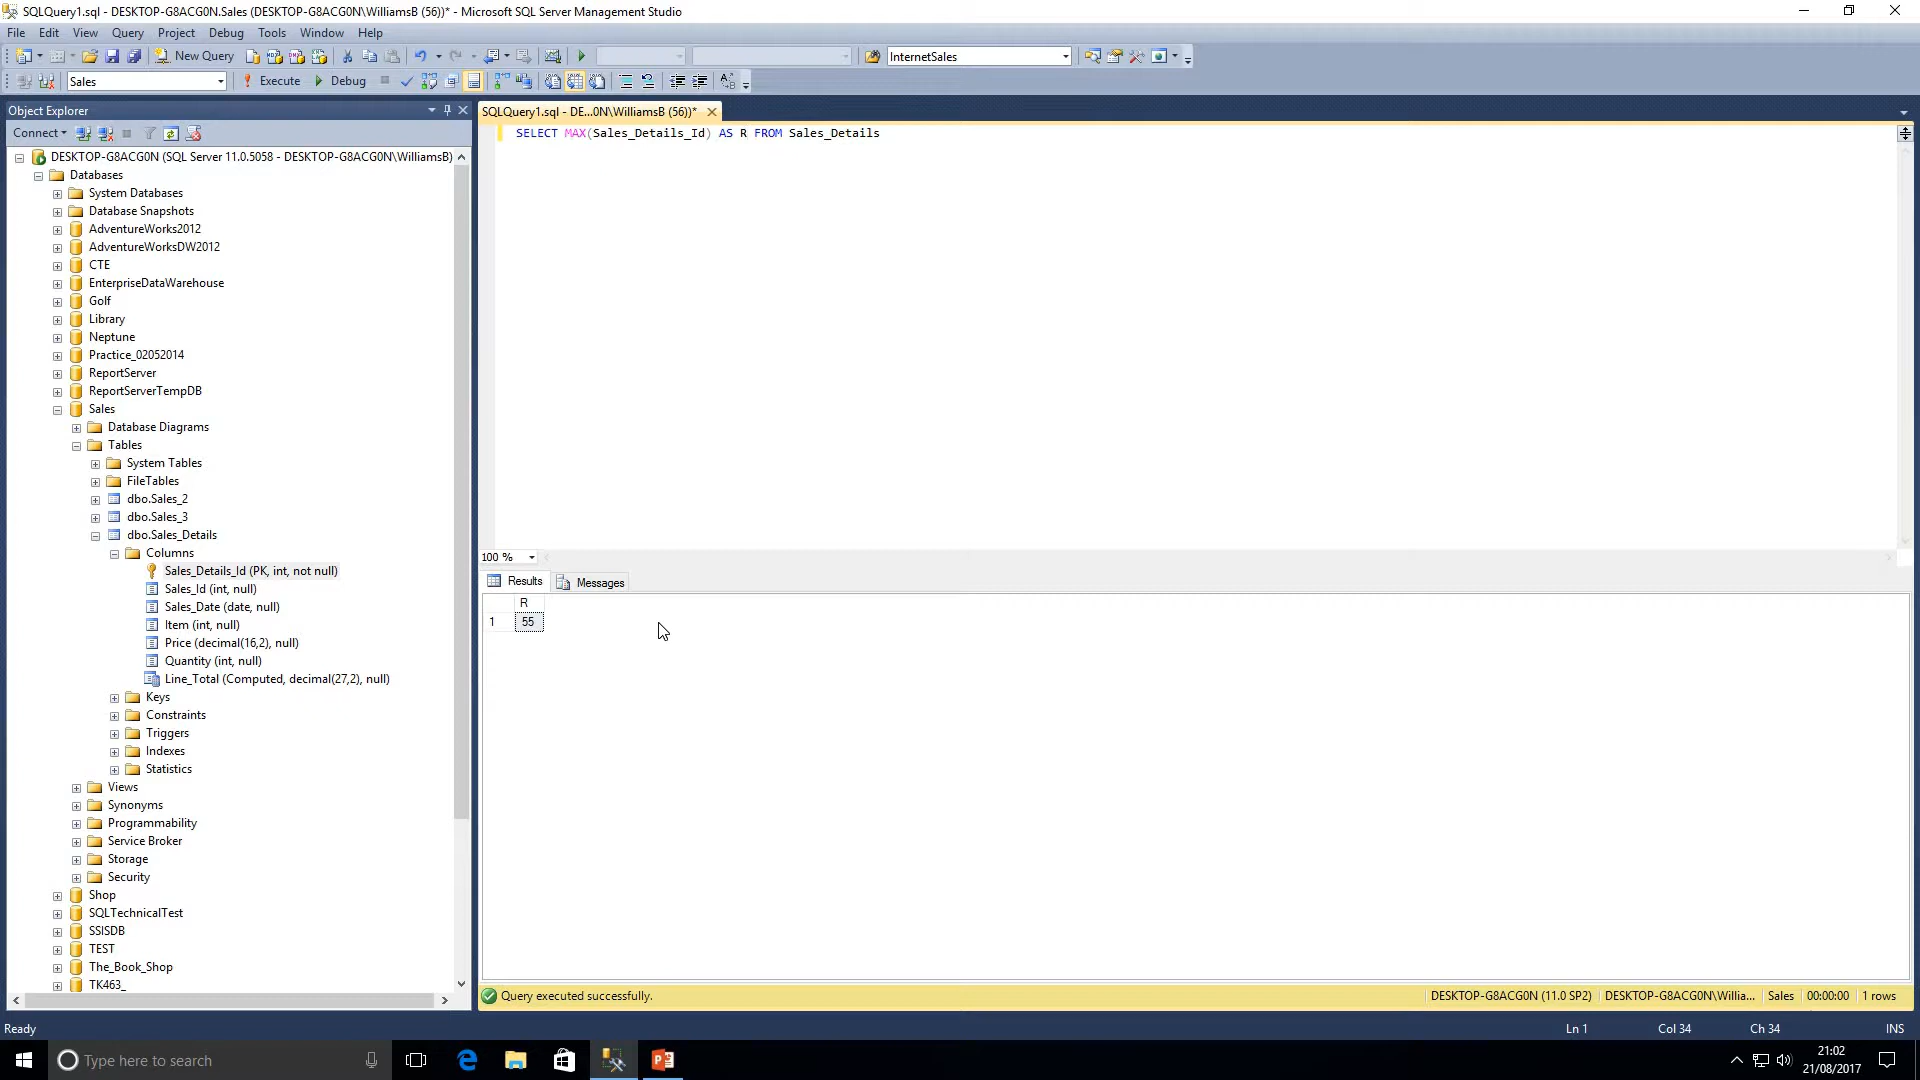 SQLQuery1.sql - DESKTOP-G8ACG0N.Sales (DESKTOP-G8ACG0N\WilliamsB (56))* - Microsoft SQL Server Management Studio
File Edit View Query Project Debug Tools Window Help
New Query InternetSales
Sales Execute Debug
Object Explorer
SQLQuery1.sql - DE...0N\WilliamsB (56))*
Connect
SELECT MAX(Sales_Details_Id) AS R FROM Sales_Details
DESKTOP-G8ACG0N (SQL Server 11.0.5058 - DESKTOP-G8ACG0N\WilliamsB)
Databases
System Databases
Database Snapshots
AdventureWorks2012
AdventureWorksDW2012
CTE
EnterpriseDataWarehouse
Golf
Library
Neptune
Practice_02052014
ReportServer
ReportServerTempDB
Sales
Database Diagrams
Tables
System Tables
FileTables
dbo.Sales_2
dbo.Sales_3
dbo.Sales_Details
Columns
Sales_Details_Id (PK, int, not null)
Sales_Id (int, null)
Sales_Date (date, null)
Item (int, null)
Price (decimal(16,2), null)
Quantity (int, null)
Line_Total (Computed, decimal(27,2), null)
Keys
Constraints
Triggers
Indexes
Statistics
Views
Synonyms
Programmability
Service Broker
Storage
Security
Shop
SQLTechnicalTest
SSISDB
TEST
The_Book_Shop
TK463_
100 %
Results Messages
R
1 55
Query executed successfully. DESKTOP-G8ACG0N (11.0 SP2) DESKTOP-G8ACG0N\Willia... Sales 00:00:00 1 rows
Ready Ln 1 Col 34 Ch 34 INS
Type here to search
21:02
21/08/2017